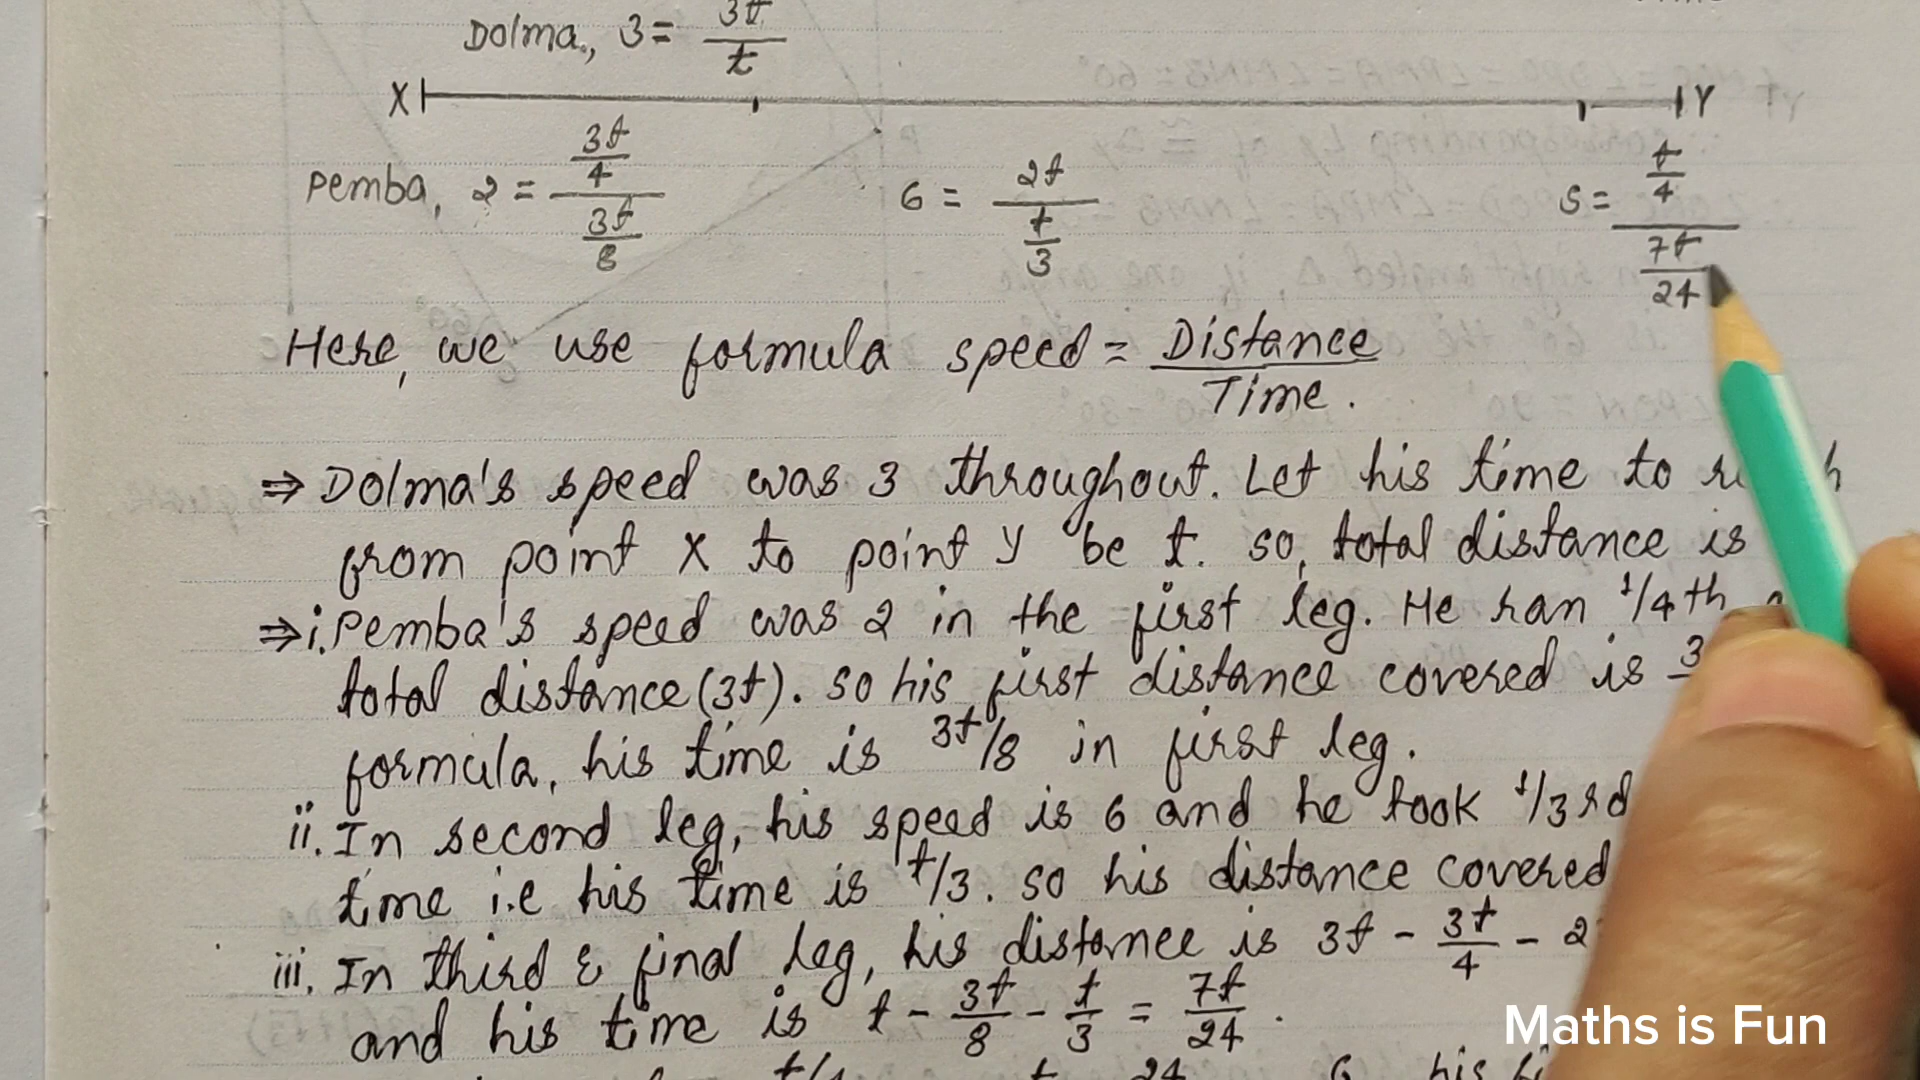 Dolma, 3 = 3t/t
X Y
Pemba, 2 = (3t/4)/(3t/8) 6 = 2t/(t/3) S = (t/4)/(7t/24)
Here, we use formula speed = Distance/Time.
⇒ Dolma's speed was 3 throughout. Let his time to
from point X to point Y be t. so, total distance is
⇒ i. Pemba's speed was 2 in the first leg. He ran 1/4th
total distance (3t). so his first distance covered is 3
formula, his time is 3t/8 in first leg.
ii. In second leg, his speed is 6 and he took 1/3rd
time i.e his time is t/3. so his distance covered
iii. In third & final leg, his distance is 3t - 3t/4 - 2
and his time is t - 3t/8 - t/3 = 7t/24.
Maths is Fun